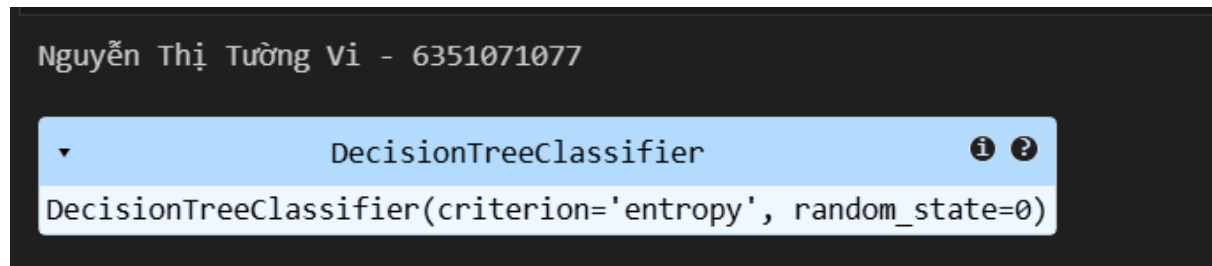 Nguyễn Thị Tường Vi - 6351071077
DecisionTreeClassifier
DecisionTreeClassifier(criterion='entropy', random_state=0)